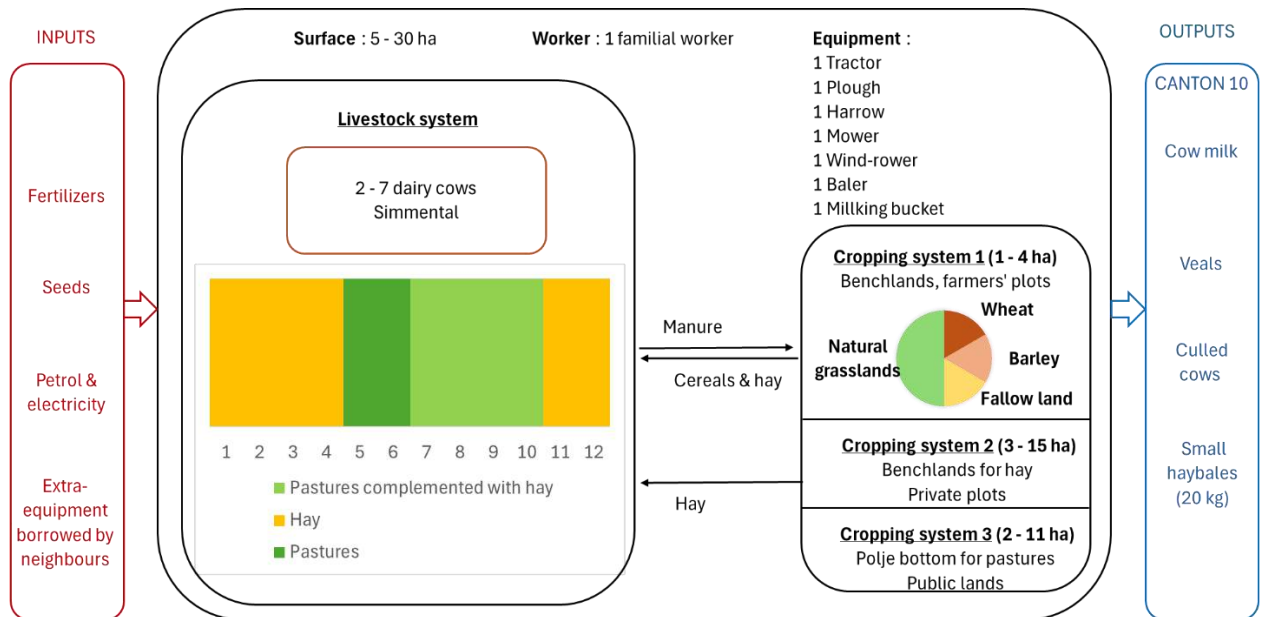 INPUTS
Fertilizers
Seeds
Petrol &
electricity
Extra-
equipment
borrowed by
neighbours
Surface : 5 - 30 ha
Worker : 1 familial worker
Equipment :
1 Tractor
1 Plough
1 Harrow
1 Mower
1 Wind-rower
1 Baler
1 Millking bucket
Livestock system
2 - 7 dairy cows
Simmental
1 2 3 4 5 6 7 8 9 10 11 12
Pastures complemented with hay
Hay
Pastures
Manure
Cereals & hay
Hay
Cropping system 1 (1 - 4 ha)
Benchlands, farmers' plots
Wheat
Natural
grasslands
Barley
Fallow land
Cropping system 2 (3 - 15 ha)
Benchlands for hay
Private plots
Cropping system 3 (2 - 11 ha)
Polje bottom for pastures
Public lands
OUTPUTS
CANTON 10
Cow milk
Veals
Culled
cows
Small
haybales
(20 kg)